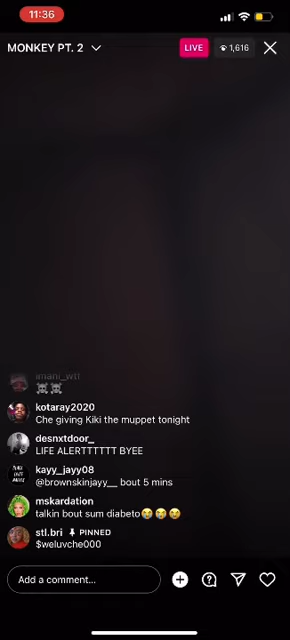 11:36
MONKEY PT. 2
LIVE
1,616
imani_wtt
☠️☠️
kotaray2020
Che giving Kiki the muppet tonight
desnxtdoor_
LIFE ALERTTTTTT BYEE
kayy_jayy08
@brownskinjayy__ bout 5 mins
mskardation
talkin bout sum diabeto😭😭😭
stl.bri PINNED
$weluvche000
Add a comment...